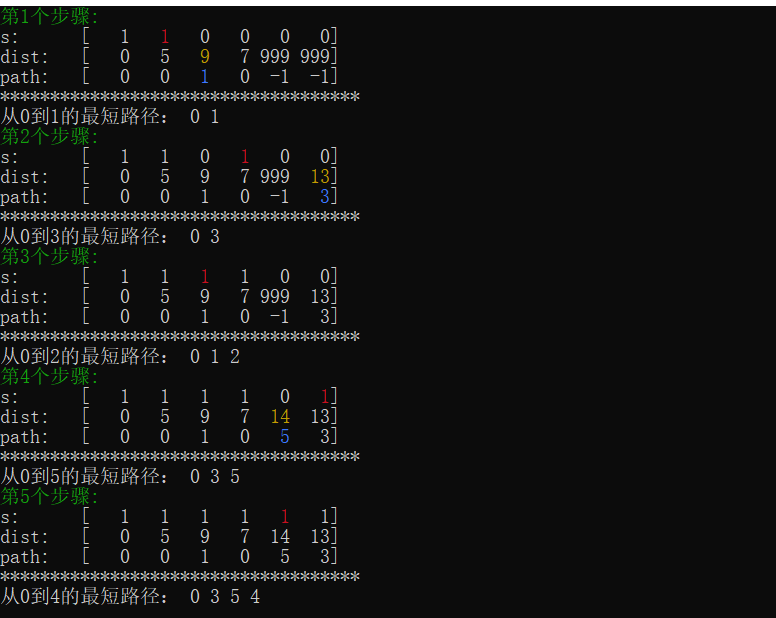 第1个步骤:
s:      [   1   1   0   0   0   0]
dist:   [   0   5   9   7 999 999]
path:   [   0   0   1   0  -1  -1]
************************************
从0到1的最短路径： 0 1
第2个步骤:
s:      [   1   1   0   1   0   0]
dist:   [   0   5   9   7 999  13]
path:   [   0   0   1   0  -1   3]
************************************
从0到3的最短路径： 0 3
第3个步骤:
s:      [   1   1   1   1   0   0]
dist:   [   0   5   9   7 999  13]
path:   [   0   0   1   0  -1   3]
************************************
从0到2的最短路径： 0 1 2
第4个步骤:
s:      [   1   1   1   1   0   1]
dist:   [   0   5   9   7  14  13]
path:   [   0   0   1   0   5   3]
************************************
从0到5的最短路径： 0 3 5
第5个步骤:
s:      [   1   1   1   1   1   1]
dist:   [   0   5   9   7  14  13]
path:   [   0   0   1   0   5   3]
************************************
从0到4的最短路径： 0 3 5 4